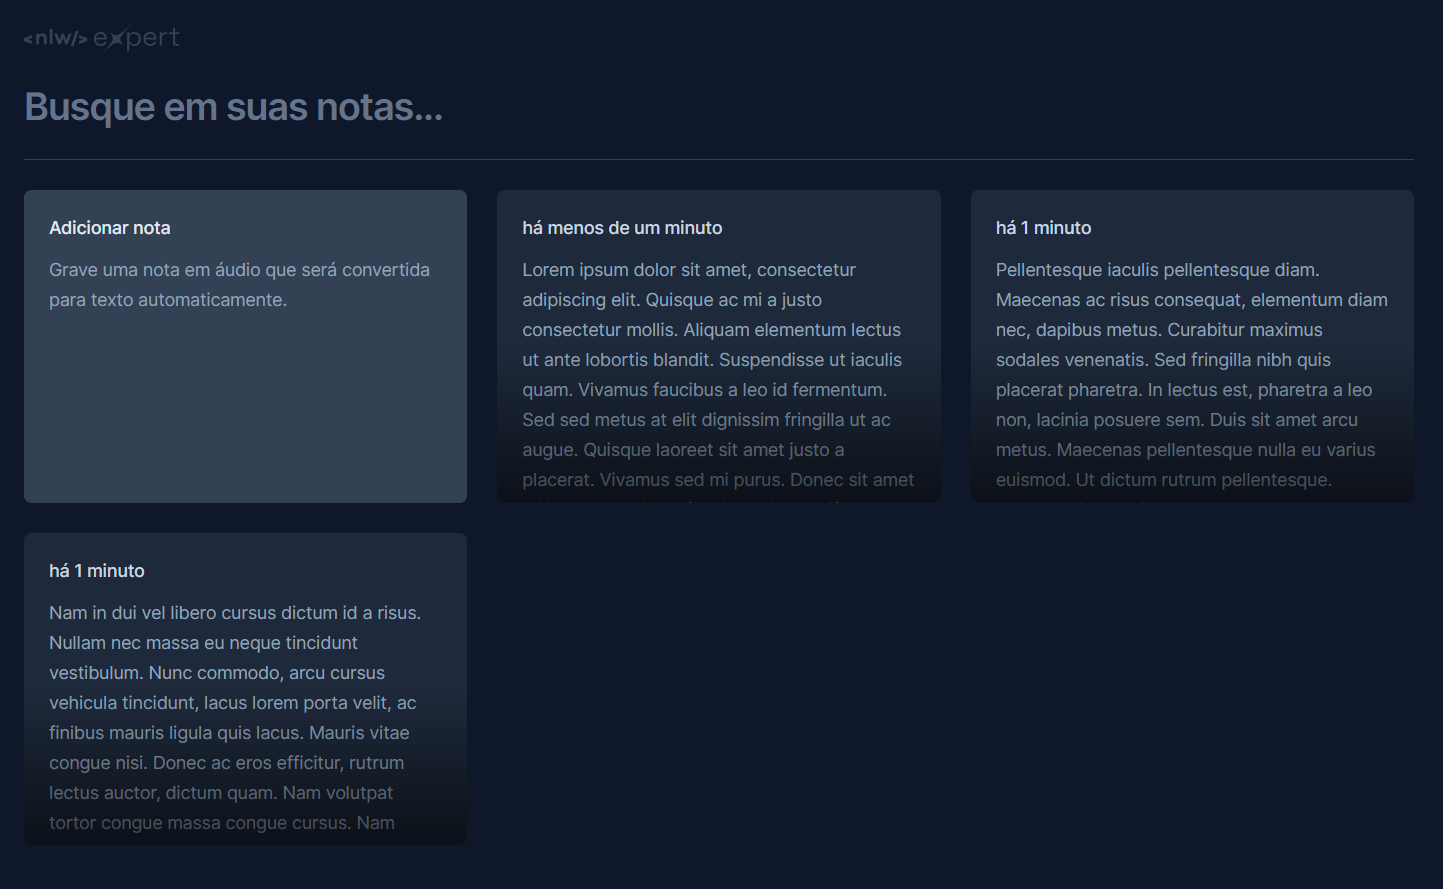 <nlw/> expert
Busque em suas notas...
Adicionar nota
Grave uma nota em áudio que será convertida
para texto automaticamente.
há menos de um minuto
Lorem ipsum dolor sit amet, consectetur
adipiscing elit. Quisque ac mi a justo
consectetur mollis. Aliquam elementum lectus
ut ante lobortis blandit. Suspendisse ut iaculis
quam. Vivamus faucibus a leo id fermentum.
Sed sed metus at elit dignissim fringilla ut ac
augue. Quisque laoreet sit amet justo a
placerat. Vivamus sed mi purus. Donec sit amet
há 1 minuto
Pellentesque iaculis pellentesque diam.
Maecenas ac risus consequat, elementum diam
nec, dapibus metus. Curabitur maximus
sodales venenatis. Sed fringilla nibh quis
placerat pharetra. In lectus est, pharetra a leo
non, lacinia posuere sem. Duis sit amet arcu
metus. Maecenas pellentesque nulla eu varius
euismod. Ut dictum rutrum pellentesque.
há 1 minuto
Nam in dui vel libero cursus dictum id a risus.
Nullam nec massa eu neque tincidunt
vestibulum. Nunc commodo, arcu cursus
vehicula tincidunt, lacus lorem porta velit, ac
finibus mauris ligula quis lacus. Mauris vitae
congue nisi. Donec ac eros efficitur, rutrum
lectus auctor, dictum quam. Nam volutpat
tortor congue massa congue cursus. Nam